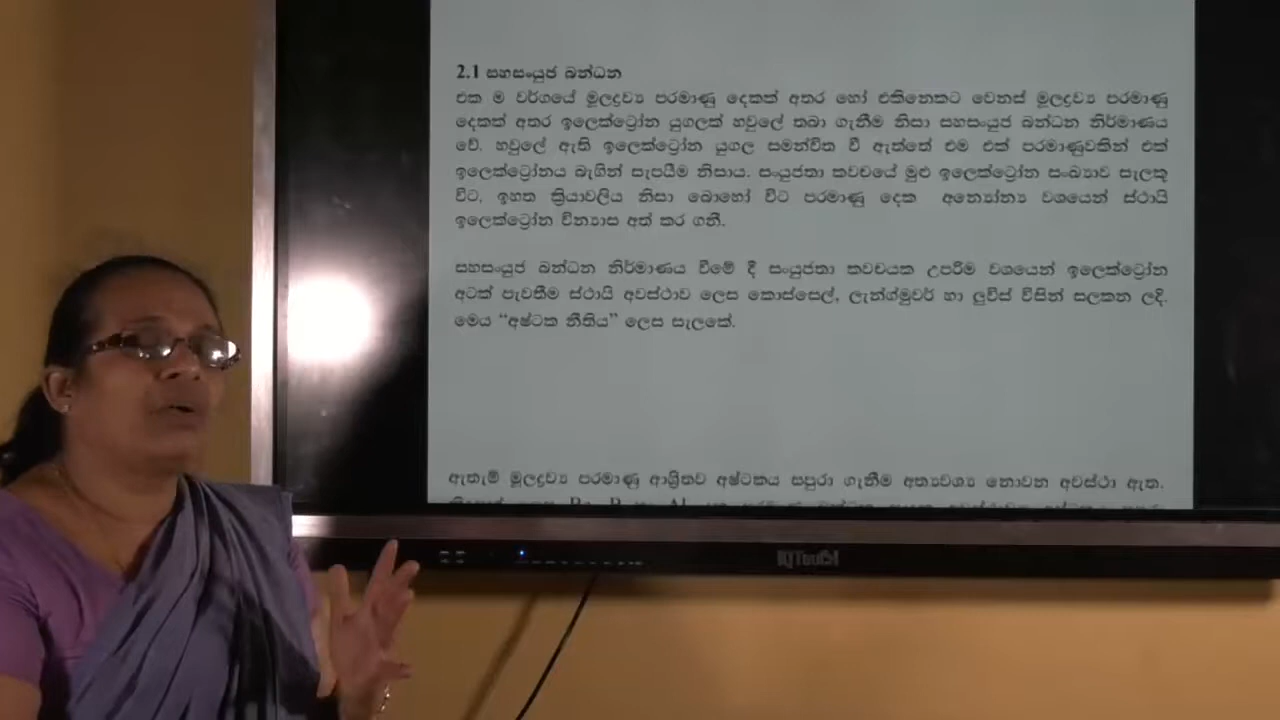 2.1 සහසංයුජ බන්ධන
එක ම වර්ගයේ මූලද්‍රව්‍ය පරමාණු දෙකක් අතර හෝ එකිනෙකට වෙනස් මූලද්‍රව්‍ය පරමාණු
දෙකක් අතර ඉලෙක්ට්‍රෝන යුගලක් හවුලේ තබා ගැනීම නිසා සහසංයුජ බන්ධන නිර්මාණය
වේ. හවුලේ ඇති ඉලෙක්ට්‍රෝන යුගල සමන්විත වී ඇත්තේ එම එක් පරමාණුවකින් එක්
ඉලෙක්ට්‍රෝනය බැගින් සැපයීම නිසාය. සංයුජතා කවචයේ මුළු ඉලෙක්ට්‍රෝන සංඛ්‍යාව සැලකූ
විට, ඉහත ක්‍රියාවලිය නිසා බොහෝ විට පරමාණු දෙක අන්‍යෝන්‍ය වශයෙන් ස්ථායි
ඉලෙක්ට්‍රෝන වින්‍යාස අත් කර ගනී.
සහසංයුජ බන්ධන නිර්මාණය වීමේ දී සංයුජතා කවචයක උපරිම වශයෙන් ඉලෙක්ට්‍රෝන
අටක් පැවතීම ස්ථායි අවස්ථාව ලෙස කොස්සෙල්, ලැන්ග්මුවර් හා ලුවිස් විසින් සලකන ලදි.
මෙය “අෂ්ටක නීතිය” ලෙස සැලකේ.
ඇතැම් මූලද්‍රව්‍ය පරමාණු ආශ්‍රිතව අෂ්ටකය සපුරා ගැනීම අත්‍යවශ්‍ය නොවන අවස්ථා ඇත.